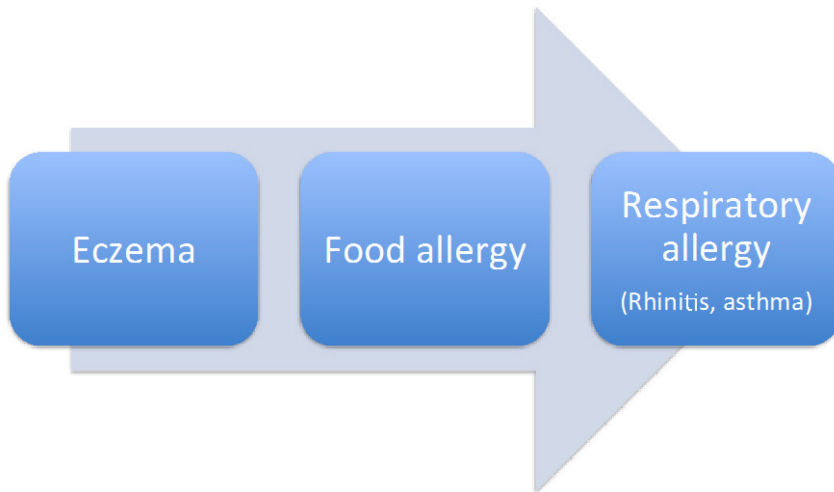 Eczema
Food allergy
Respiratory
allergy
(Rhinitis, asthma)